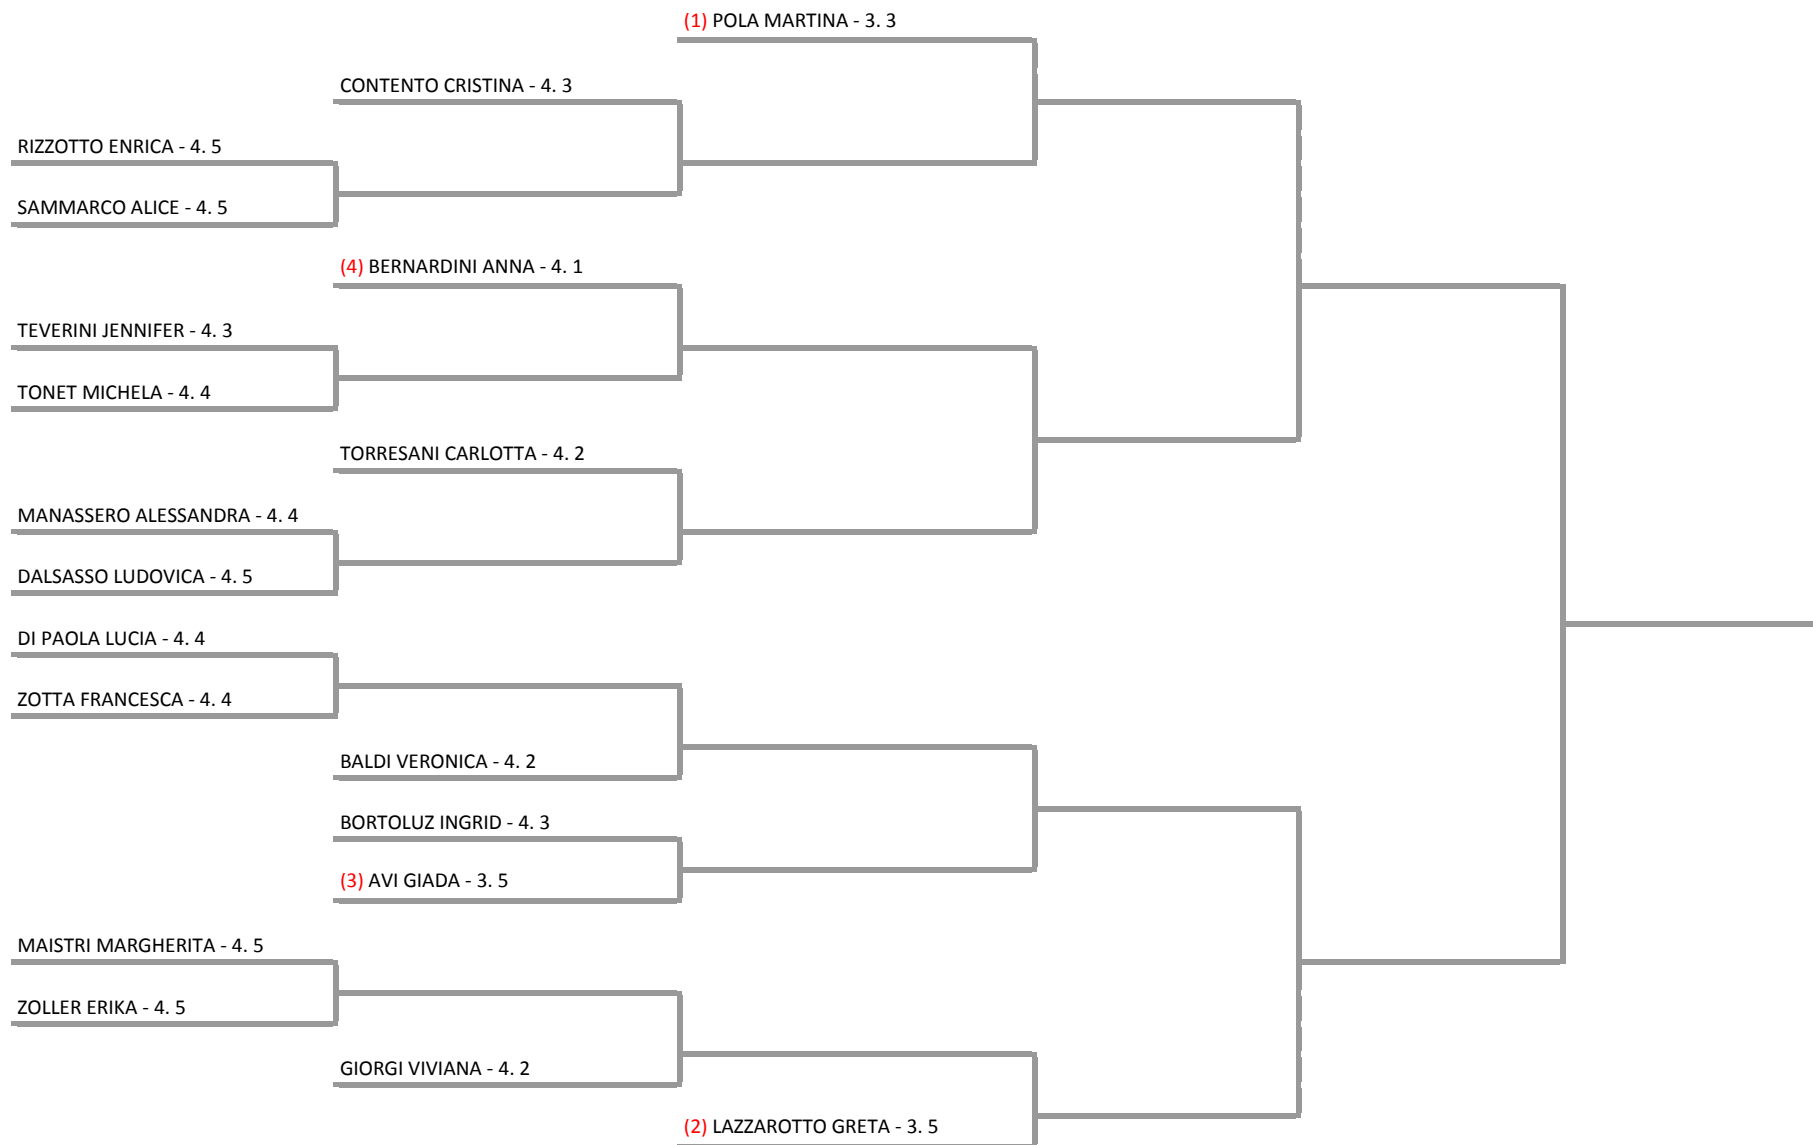 (1) POLA MARTINA - 3. 3
CONTENTO CRISTINA - 4. 3
RIZZOTTO ENRICA - 4. 5
SAMMARCO ALICE - 4. 5
(4) BERNARDINI ANNA - 4. 1
TEVERINI JENNIFER - 4. 3
TONET MICHELA - 4. 4
TORRESANI CARLOTTA - 4. 2
MANASSERO ALESSANDRA - 4. 4
DALSASSO LUDOVICA - 4. 5
DI PAOLA LUCIA - 4. 4
ZOTTA FRANCESCA - 4. 4
BALDI VERONICA - 4. 2
BORTOLUZ INGRID - 4. 3
(3) AVI GIADA - 3. 5
MAISTRI MARGHERITA - 4. 5
ZOLLER ERIKA - 4. 5
GIORGI VIVIANA - 4. 2
(2) LAZZAROTTO GRETA - 3. 5